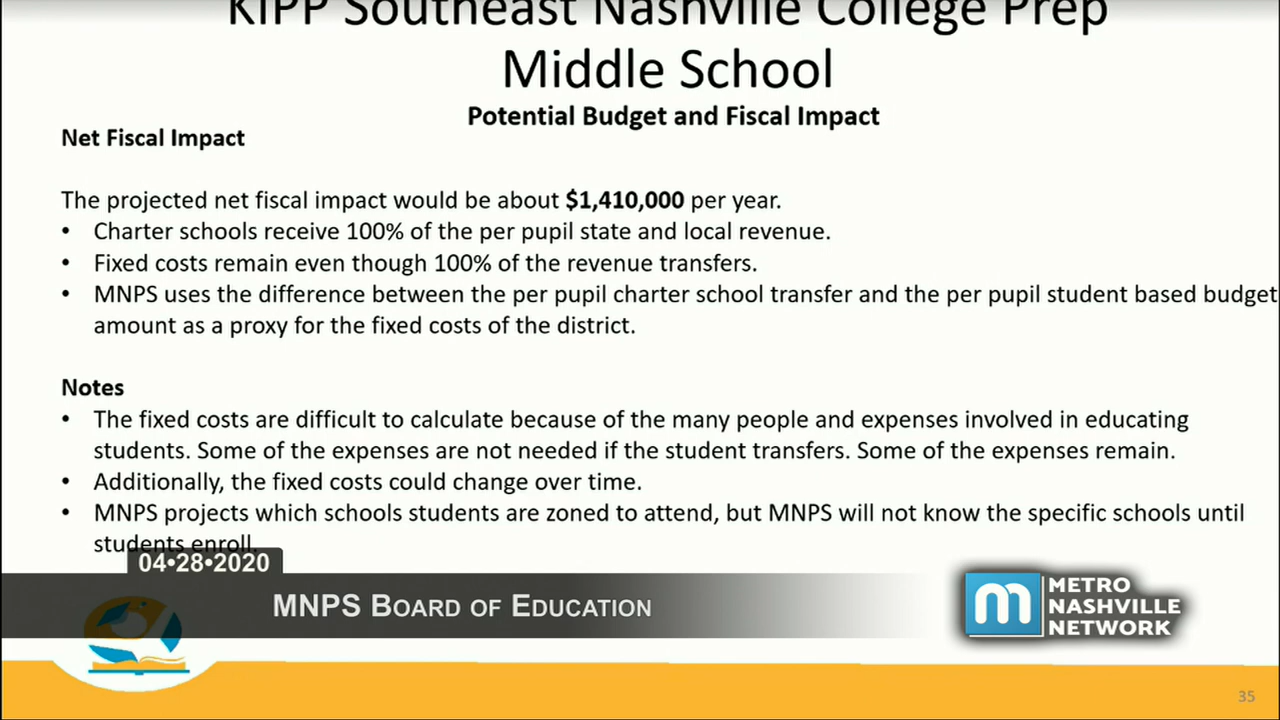 KIPP Southeast Nashville College Prep
Middle School
Potential Budget and Fiscal Impact
Net Fiscal Impact
The projected net fiscal impact would be about $1,410,000 per year.
• Charter schools receive 100% of the per pupil state and local revenue.
• Fixed costs remain even though 100% of the revenue transfers.
• MNPS uses the difference between the per pupil charter school transfer and the per pupil student based budget
amount as a proxy for the fixed costs of the district.
Notes
• The fixed costs are difficult to calculate because of the many people and expenses involved in educating
students. Some of the expenses are not needed if the student transfers. Some of the expenses remain.
• Additionally, the fixed costs could change over time.
• MNPS projects which schools students are zoned to attend, but MNPS will not know the specific schools until
students enroll.
04•28•2020
MNPS BOARD OF EDUCATION
m METRO
NASHVILLE
NETWORK
35